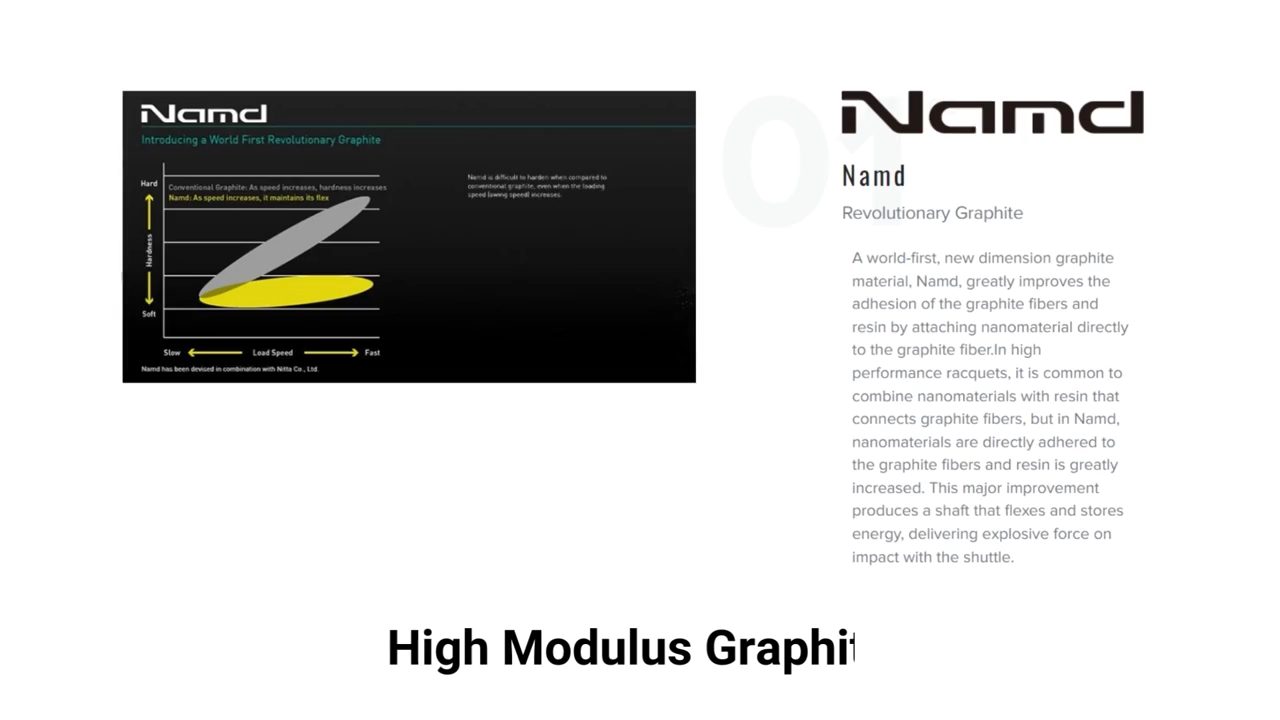 Namd
Introducing a World First Revolutionary Graphite
Hard
Conventional Graphite: As speed increases, hardness increases
Namd: As speed increases, it maintains its flex
Hardness
Soft
Slow
Load Speed
Fast
Namd has been devised in combination with Nitta Co., Ltd.
Namd is difficult to harden when compared to
conventional graphite, even when the loading
speed (swing speed) increases.
01
Namd
Namd
Revolutionary Graphite
A world-first, new dimension graphite
material, Namd, greatly improves the
adhesion of the graphite fibers and
resin by attaching nanomaterial directly
to the graphite fiber.In high
performance racquets, it is common to
combine nanomaterials with resin that
connects graphite fibers, but in Namd,
nanomaterials are directly adhered to
the graphite fibers and resin is greatly
increased. This major improvement
produces a shaft that flexes and stores
energy, delivering explosive force on
impact with the shuttle.
High Modulus Graphit